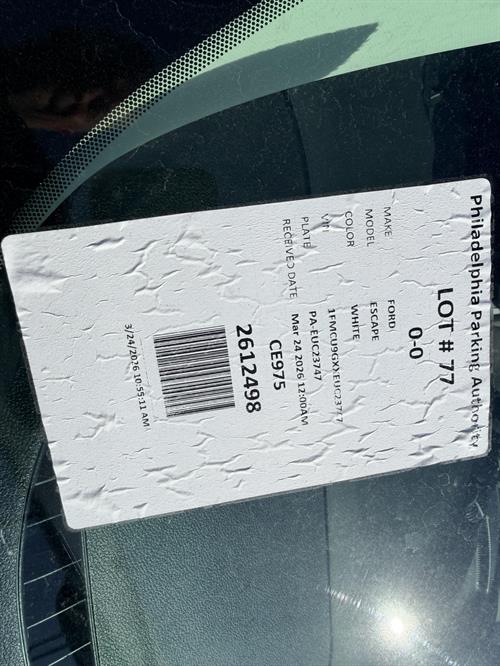 Philadelphia Parking Authority
LOT # 77
0-0
MAKE FORD
MODEL ESCAPE
COLOR WHITE
VIN
PLATE PA-EUC23747
RECEIVED DATE Mar 24 2026 12:00AM
CE975
2612498
3/24/2026 10:55:11 AM